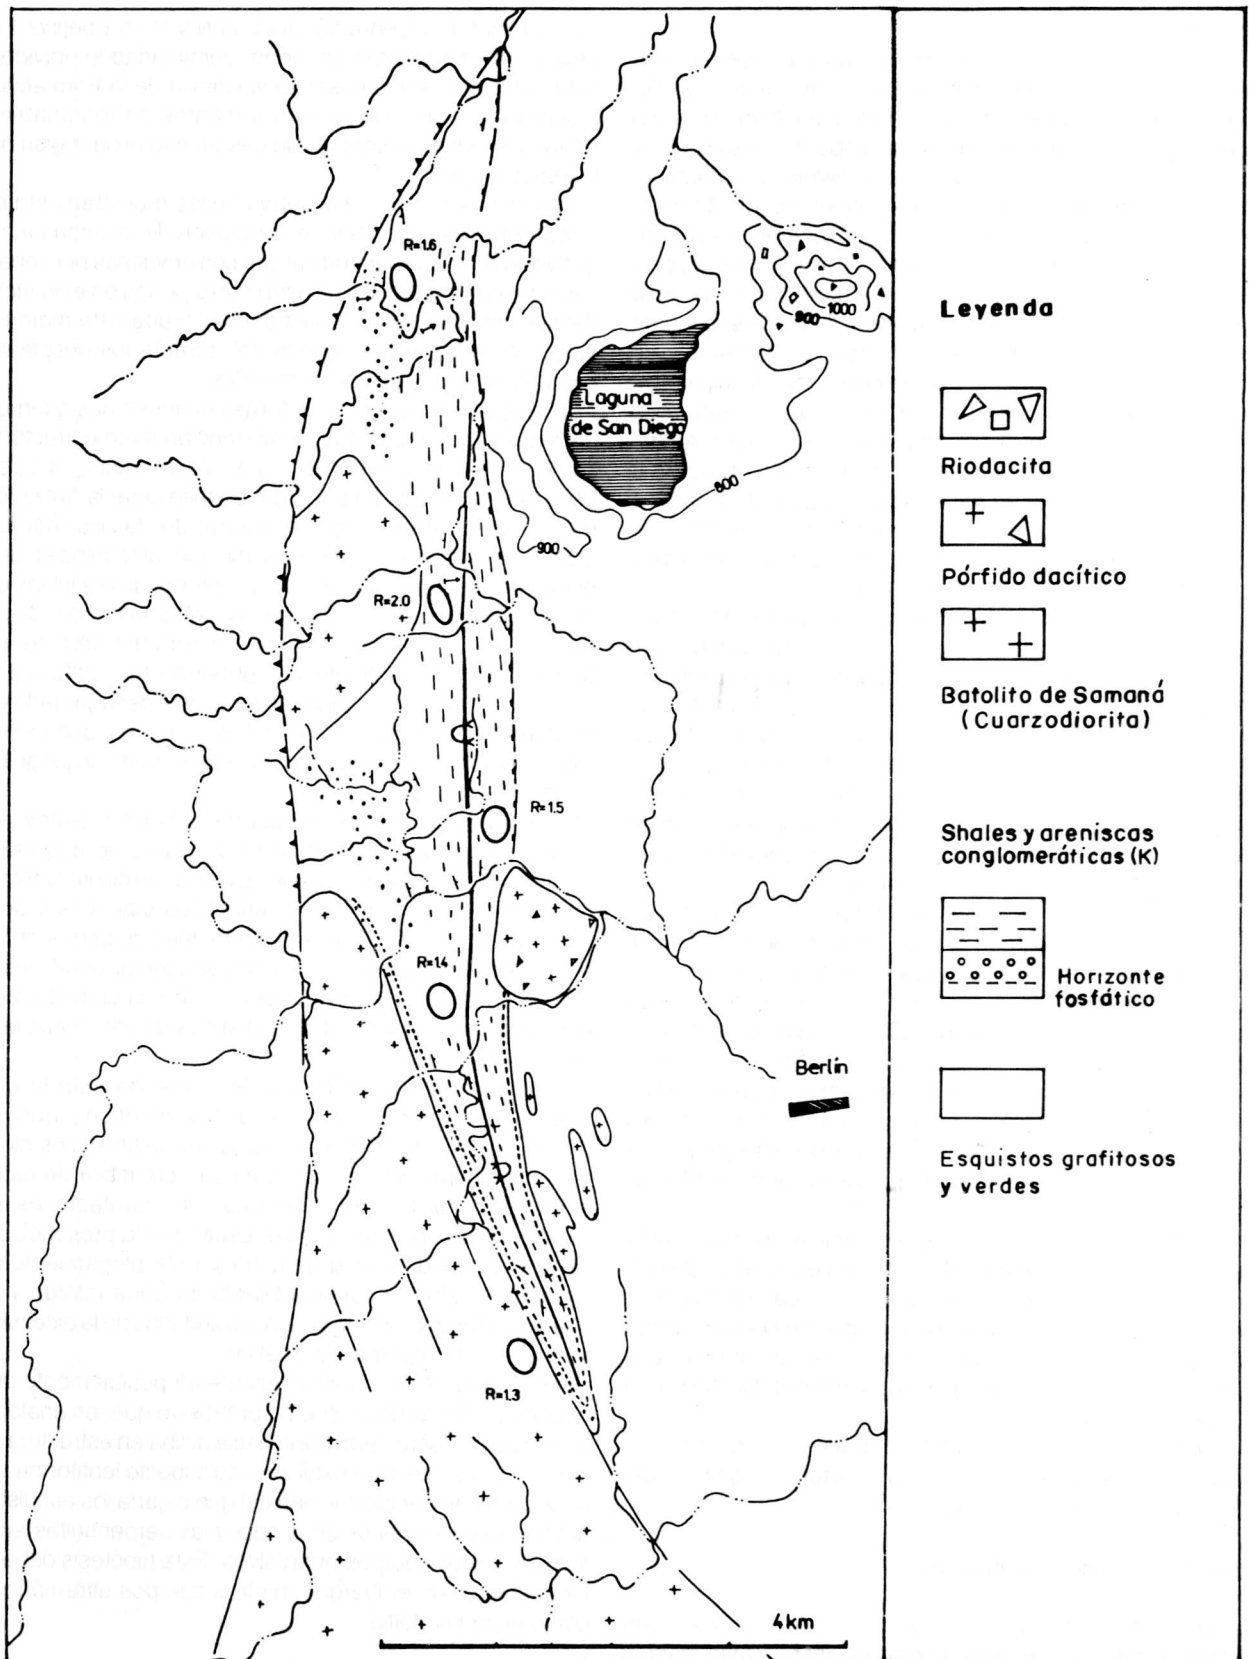 R=1.6
900
1000
Laguna
de San Diego
800
900
R=2.0
R=1.5
R=1.4
Berlín
R=1.3
4km
Leyenda
Riodacita
Pórfido dacítico
Batolito de Samaná
(Cuarzodiorita)
Shales y areniscas
conglomeráticas (K)
Horizonte
fosfático
Esquistos grafitosos
y verdes